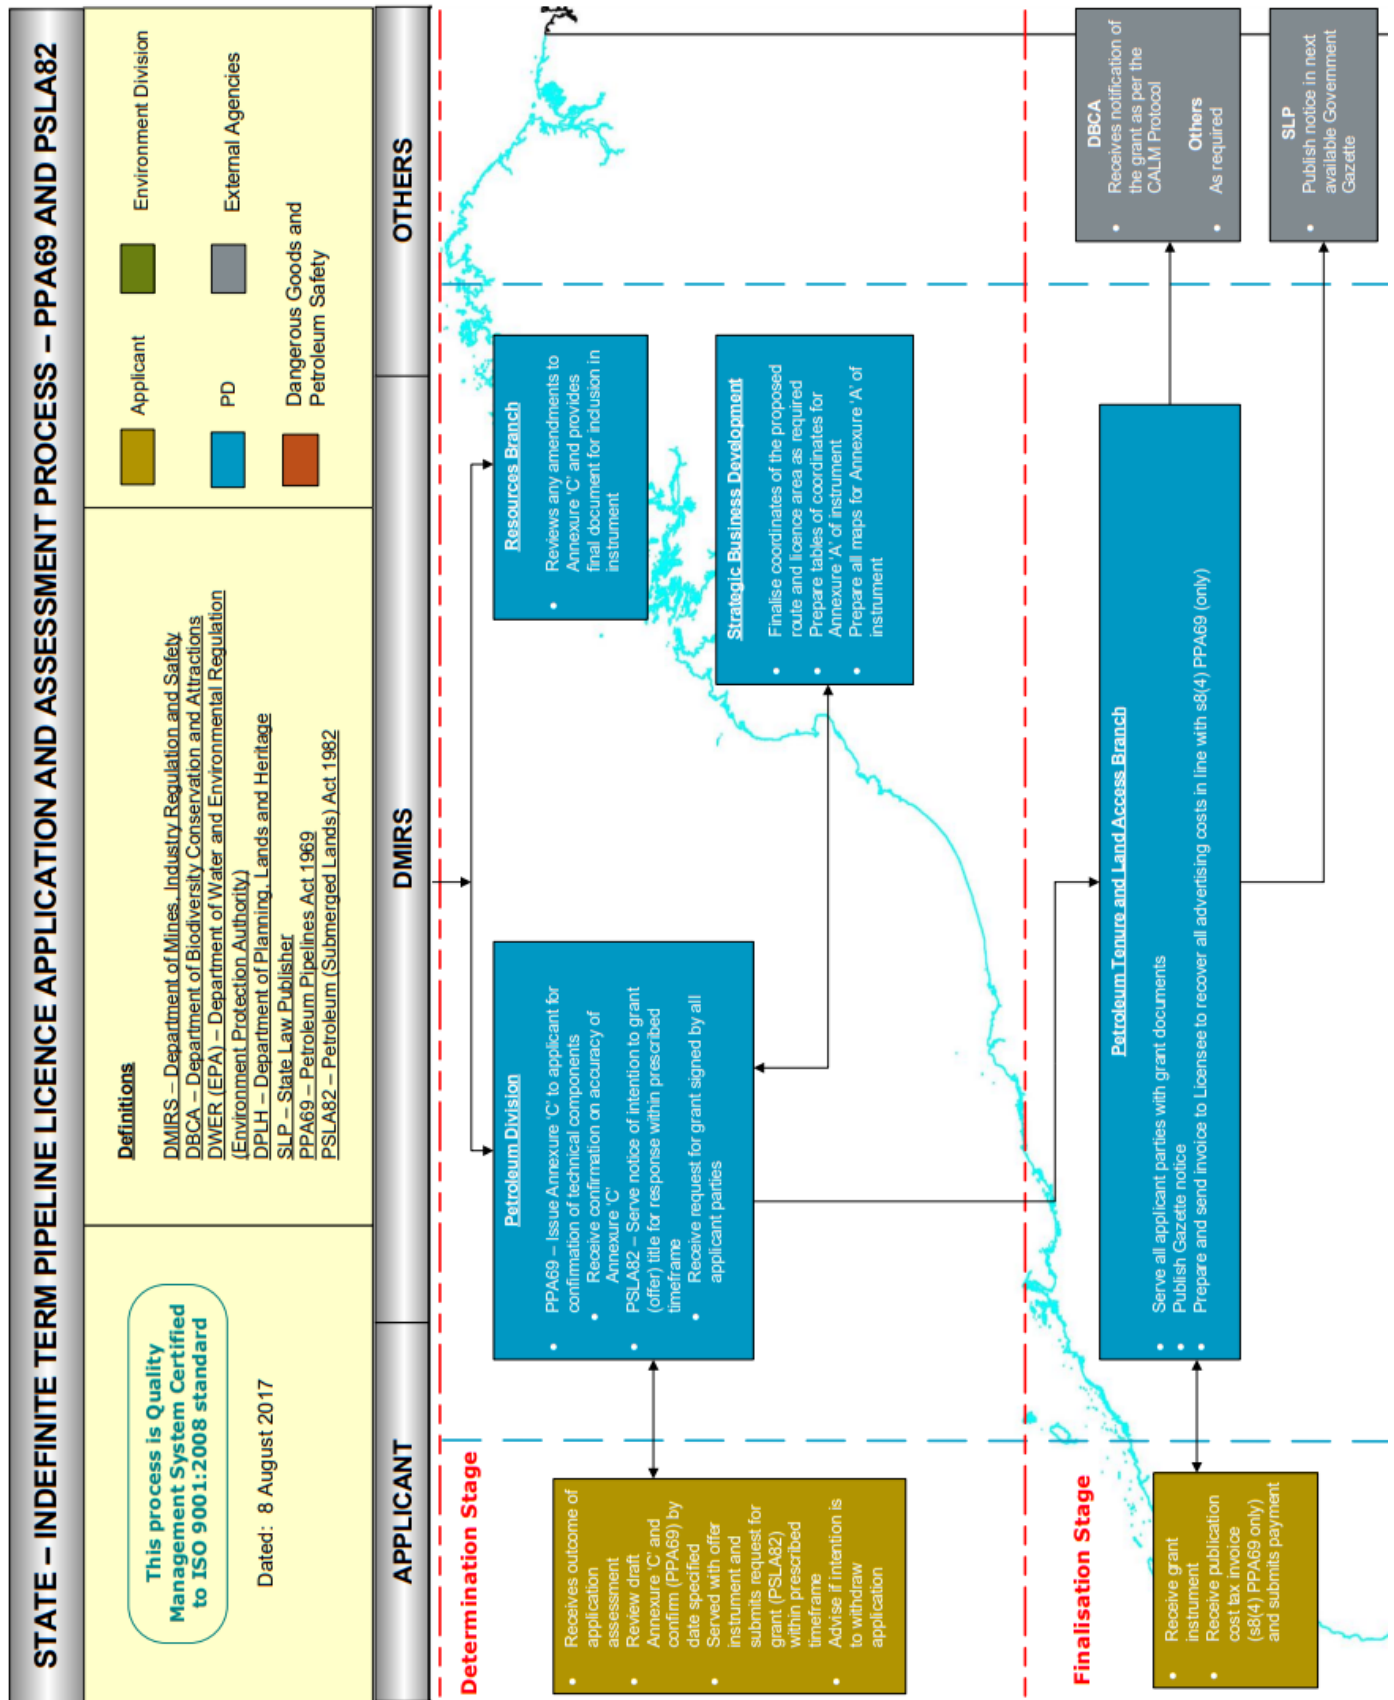 STATE – INDEFINITE TERM PIPELINE LICENCE APPLICATION AND ASSESSMENT PROCESS – PPA69 AND PSLA82
This process is Quality
Management System Certified
to ISO 9001:2008 standard
Dated: 8 August 2017
Definitions
DMIRS – Department of Mines, Industry Regulation and Safety
DBCA – Department of Biodiversity Conservation and Attractions
DWER (EPA) – Department of Water and Environmental Regulation
(Environment Protection Authority)
DPLH – Department of Planning, Lands and Heritage
SLP – State Law Publisher
PPA69 – Petroleum Pipelines Act 1969
PSLA82 – Petroleum (Submerged Lands) Act 1982
Applicant
Environment Division
PD
External Agencies
Dangerous Goods and
Petroleum Safety
APPLICANT
DMIRS
OTHERS
Determination Stage
• Receives outcome of
application
assessment
• Review draft
Annexure 'C' and
confirm (PPA69) by
date specified
• Served with offer
instrument and
submits request for
grant (PSLA82)
within prescribed
timeframe
• Advise if intention is
to withdraw
application
Petroleum Division
• PPA69 – Issue Annexure 'C' to applicant for
confirmation of technical components
• Receive confirmation on accuracy of
Annexure 'C'
• PSLA82 – Serve notice of intention to grant
(offer) title for response within prescribed
timeframe
• Receive request for grant signed by all
applicant parties
Resources Branch
• Reviews any amendments to
Annexure 'C' and provides
final document for inclusion in
instrument
Strategic Business Development
• Finalise coordinates of the proposed
route and licence area as required
• Prepare tables of coordinates for
Annexure 'A' of instrument
• Prepare all maps for Annexure 'A' of
instrument
Finalisation Stage
• Receive grant
instrument
• Receive publication
cost tax invoice
(s8(4) PPA69 only)
and submits payment
Petroleum Tenure and Land Access Branch
• Serve all applicant parties with grant documents
• Publish Gazette notice
• Prepare and send invoice to Licensee to recover all advertising costs in line with s8(4) PPA69 (only)
DBCA
• Receives notification of
the grant as per the
CALM Protocol
Others
• As required
SLP
• Publish notice in next
available Government
Gazette